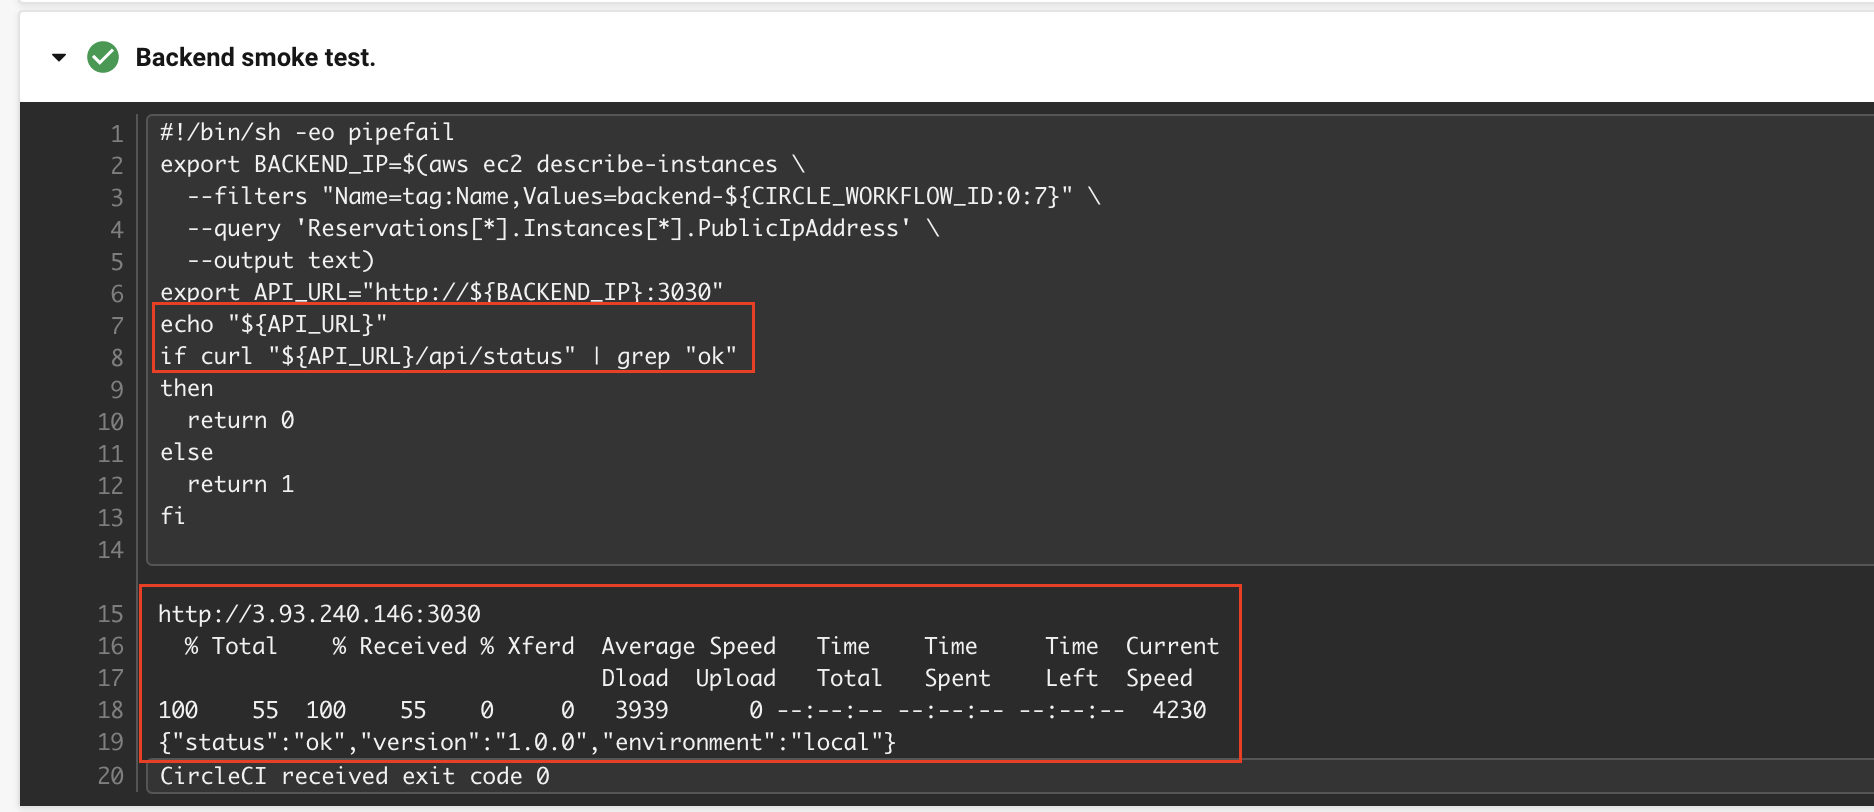 Backend smoke test.
1 #!/bin/sh -eo pipefail
2 export BACKEND_IP=$(aws ec2 describe-instances \
3   --filters "Name=tag:Name,Values=backend-${CIRCLE_WORKFLOW_ID:0:7}" \
4   --query 'Reservations[*].Instances[*].PublicIpAddress' \
5   --output text)
6 export API_URL="http://${BACKEND_IP}:3030"
7 echo "${API_URL}"
8 if curl "${API_URL}/api/status" | grep "ok"
9 then
10   return 0
11 else
12   return 1
13 fi
14
15 http://3.93.240.146:3030
16   % Total    % Received % Xferd  Average Speed   Time    Time     Time  Current
17                                  Dload  Upload   Total   Spent    Left  Speed
18 100    55  100    55    0     0   3939      0 --:--:-- --:--:-- --:--:--  4230
19 {"status":"ok","version":"1.0.0","environment":"local"}
20 CircleCI received exit code 0